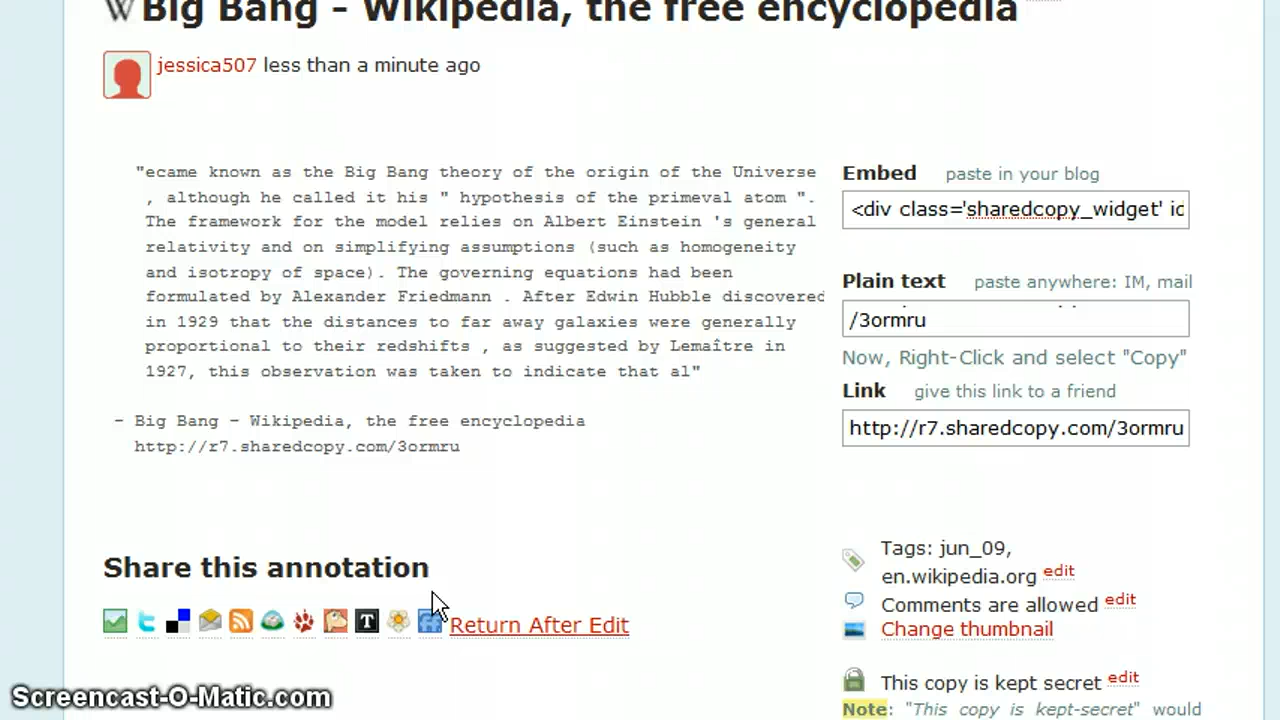 Big Bang - Wikipedia, the free encyclopedia
jessica507 less than a minute ago
"ecame known as the Big Bang theory of the origin of the Universe
, although he called it his " hypothesis of the primeval atom ".
The framework for the model relies on Albert Einstein 's general
relativity and on simplifying assumptions (such as homogeneity
and isotropy of space). The governing equations had been
formulated by Alexander Friedmann . After Edwin Hubble discovered
in 1929 that the distances to far away galaxies were generally
proportional to their redshifts , as suggested by Lemaître in
1927, this observation was taken to indicate that al"
- Big Bang - Wikipedia, the free encyclopedia
http://r7.sharedcopy.com/3ormru
Share this annotation
Return After Edit
Embed paste in your blog
<div class='sharedcopy_widget' id
Plain text paste anywhere: IM, mail
/3ormru
Now, Right-Click and select "Copy"
Link give this link to a friend
http://r7.sharedcopy.com/3ormru
Tags: jun_09,
en.wikipedia.org edit
Comments are allowed edit
Change thumbnail
This copy is kept secret edit
Note: "This copy is kept-secret" would
Screencast-O-Matic.com